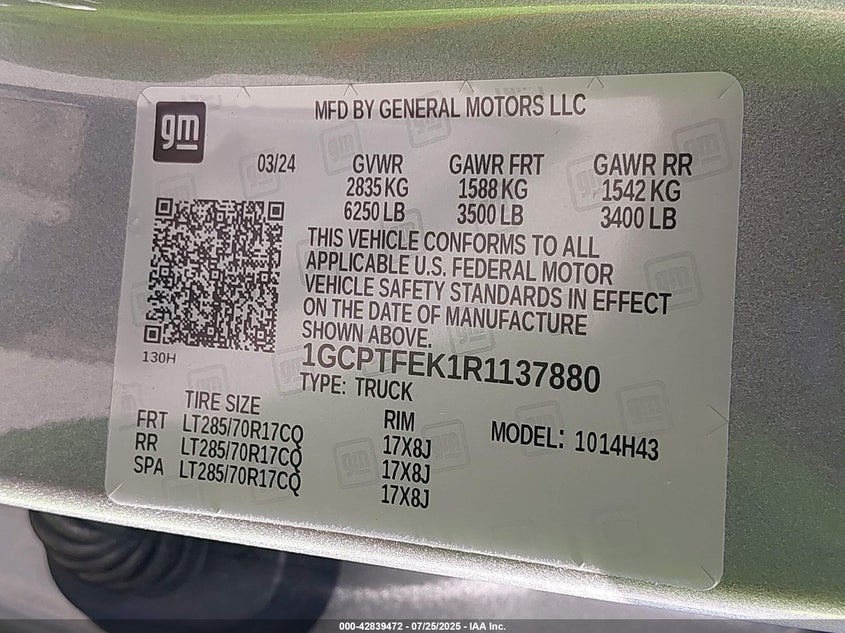 gm
MFD BY GENERAL MOTORS LLC
03/24 GVWR GAWR FRT GAWR RR
2835 KG 1588 KG 1542 KG
6250 LB 3500 LB 3400 LB
THIS VEHICLE CONFORMS TO ALL
APPLICABLE U.S. FEDERAL MOTOR
VEHICLE SAFETY STANDARDS IN EFFECT
ON THE DATE OF MANUFACTURE
SHOWN ABOVE.
130H
1GCPTFEK1R1137880
TYPE: TRUCK
TIRE SIZE RIM
MODEL: 1014H43
FRT LT285/70R17CQ 17X8J
RR LT285/70R17CQ 17X8J
SPA LT285/70R17CQ 17X8J
000-42839472 / 07/25/2025 - IAA Inc.